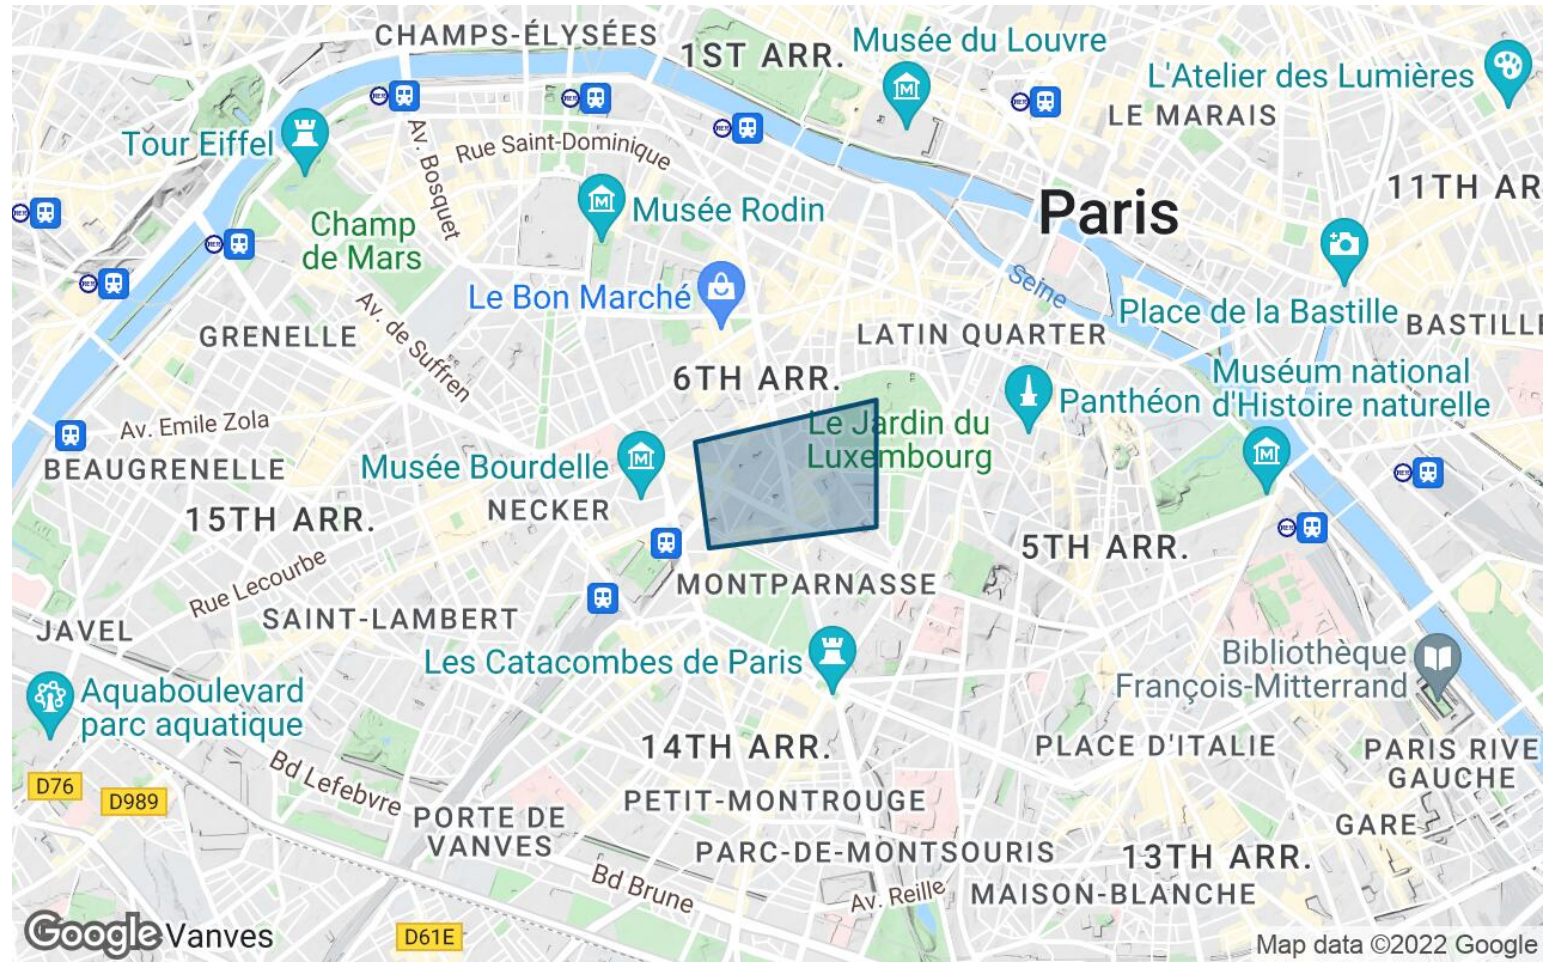 CHAMPS-ÉLYSÉES
1ST ARR.
Musée du Louvre
L'Atelier des Lumières
LE MARAIS
Tour Eiffel
Av. Bosquet
Rue Saint-Dominique
11TH AR
Champ
de Mars
Musée Rodin
Paris
Le Bon Marché
Seine
Place de la Bastille
BASTILLE
GRENELLE
Av. de Suffren
LATIN QUARTER
6TH ARR.
Muséum national
d'Histoire naturelle
Panthéon
Av. Emile Zola
Le Jardin du
Luxembourg
BEAUGRENELLE
Musée Bourdelle
NECKER
15TH ARR.
5TH ARR.
Rue Lecourbe
MONTPARNASSE
SAINT-LAMBERT
JAVEL
Les Catacombes de Paris
Bibliothèque
François-Mitterrand
Aquaboulevard
parc aquatique
14TH ARR.
PLACE D'ITALIE
PARIS RIVE
GAUCHE
D76
D989
Bd Lefebvre
PETIT-MONTROUGE
PORTE DE
VANVES
GARE
PARC-DE-MONTSOURIS
13TH ARR.
Bd Brune
Av. Reille
MAISON-BLANCHE
Google
Vanves
D61E
Map data ©2022 Google